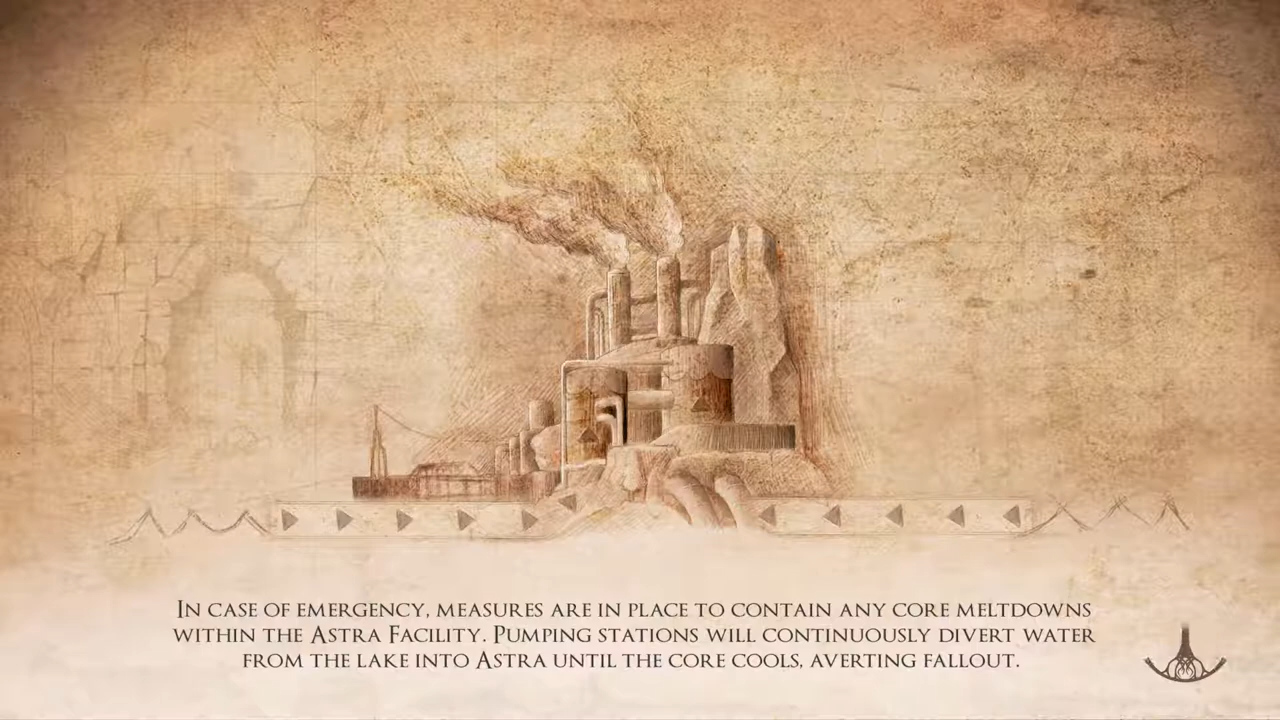 In case of emergency, measures are in place to contain any core meltdowns
within the Astra Facility. Pumping stations will continuously divert water
from the lake into Astra until the core cools, averting fallout.